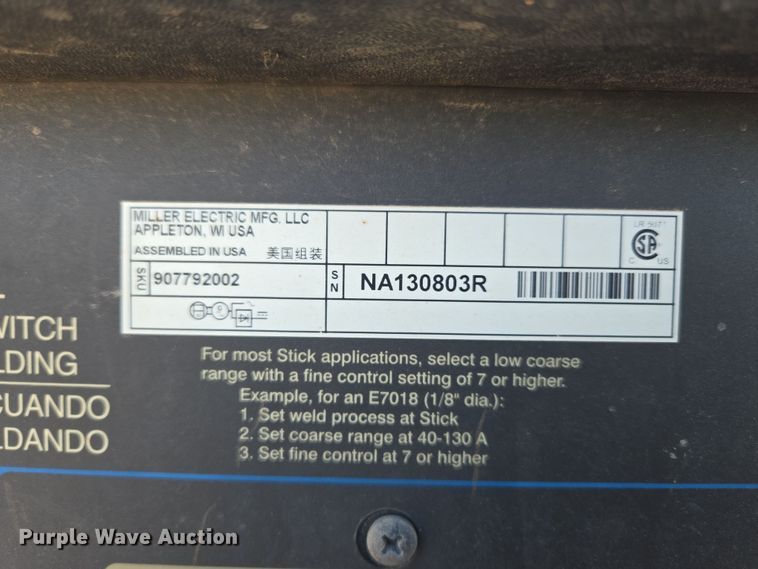 MILLER ELECTRIC MFG. LLC
APPLETON, WI USA
ASSEMBLED IN USA 美国组装
SKU 907792002
SN NA130803R
SA
C US
WITCH
LDING
CUANDO
LDANDO
For most Stick applications, select a low coarse
range with a fine control setting of 7 or higher.
Example, for an E7018 (1/8" dia.):
1. Set weld process at Stick
2. Set coarse range at 40-130 A
3. Set fine control at 7 or higher
Purple Wave Auction